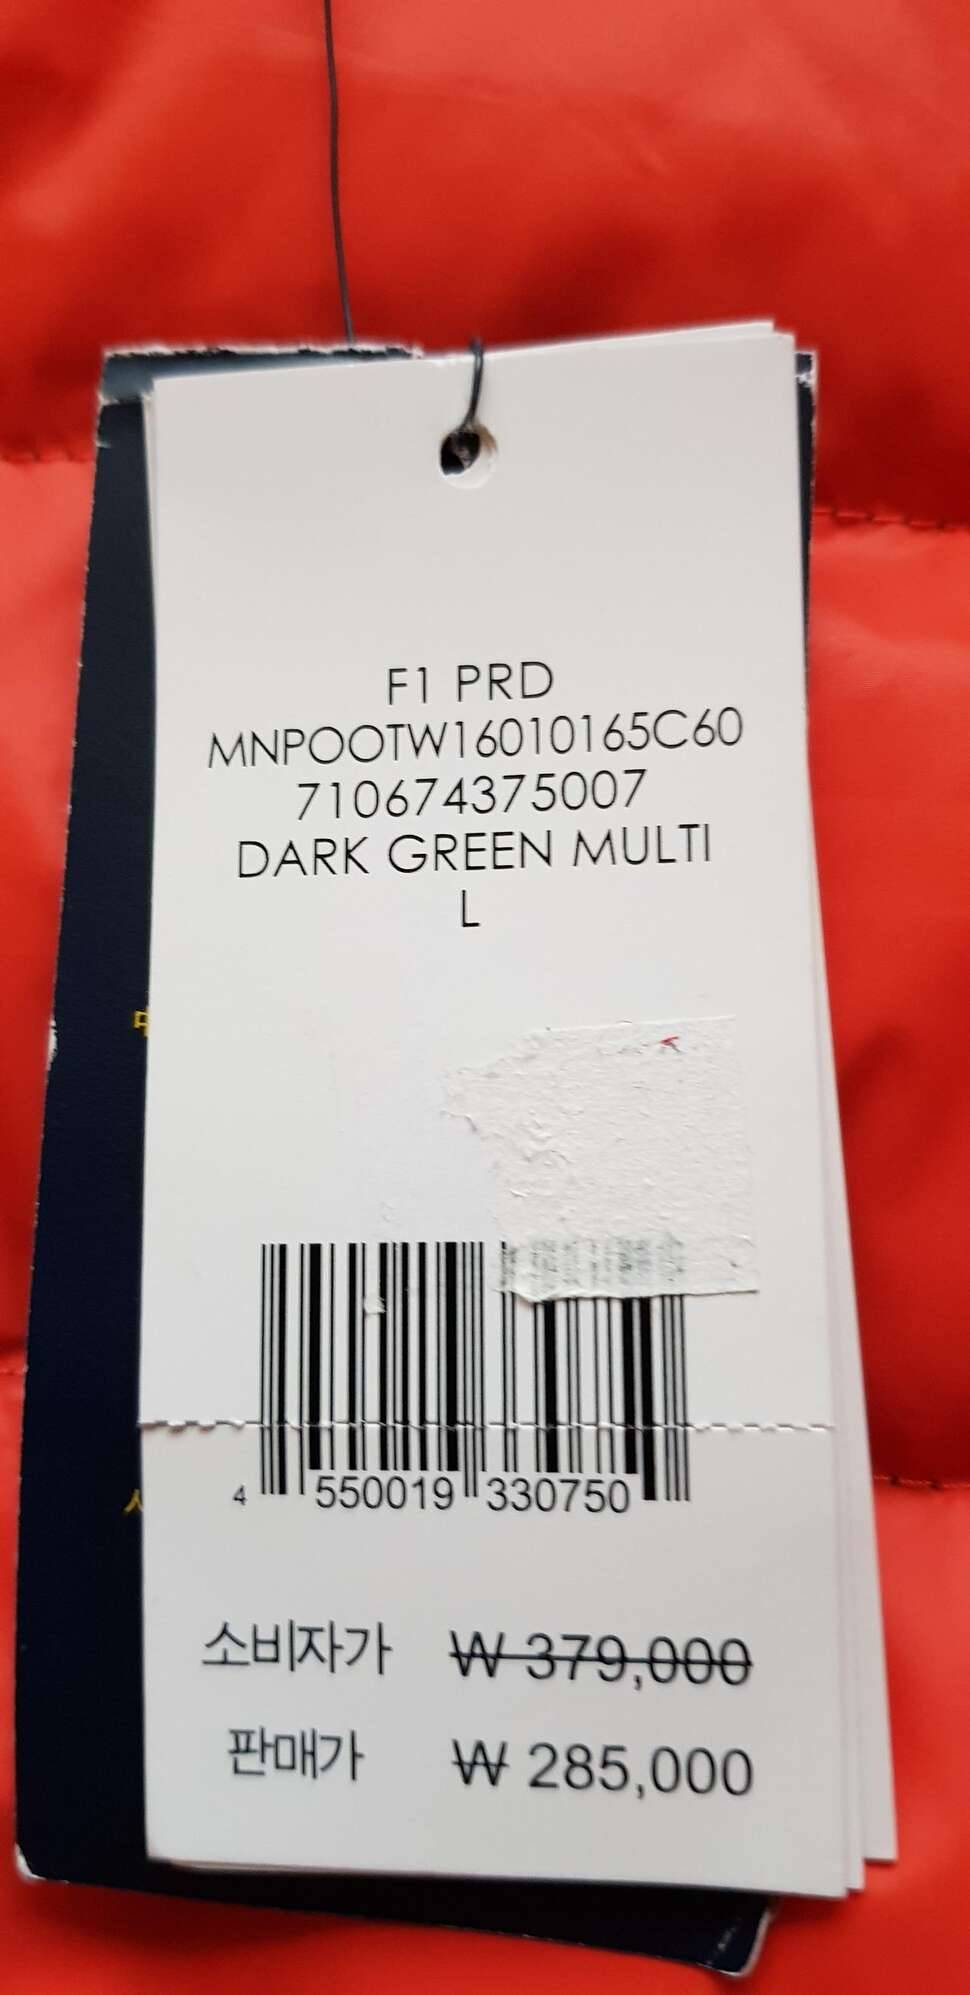 F1 PRD
MNPOOTW16010165C60
710674375007
DARK GREEN MULTI
L
4 550019 330750
소비자가 ₩ 379,000
판매가 ₩ 285,000